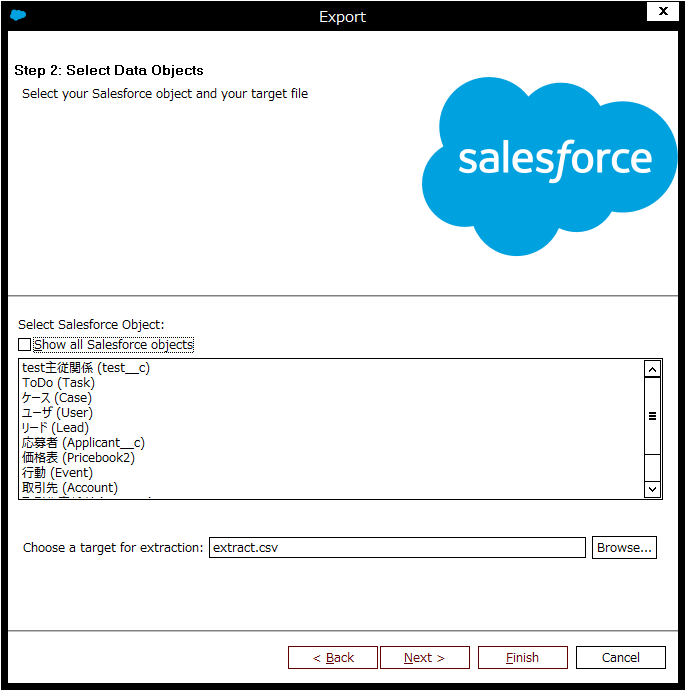 Export
x
Step 2: Select Data Objects
Select your Salesforce object and your target file
salesforce
Select Salesforce Object:
Show all Salesforce objects
test主従関係 (test__c)
ToDo (Task)
ケース (Case)
ユーザ (User)
リード (Lead)
応募者 (Applicant__c)
価格表 (Pricebook2)
行動 (Event)
取引先 (Account)
Choose a target for extraction: extract.csv Browse...
< Back Next > Finish Cancel